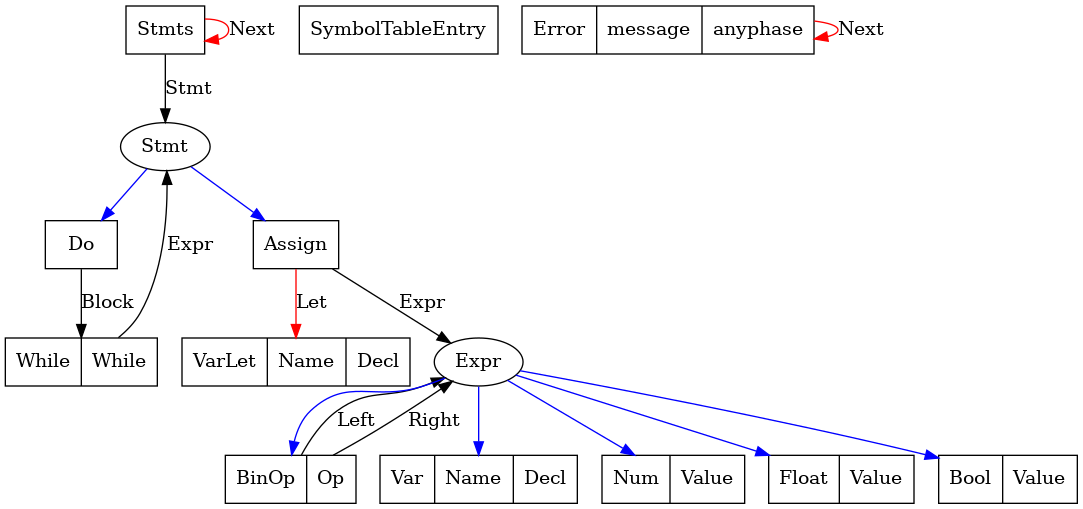 Stmts
Next
SymbolTableEntry
Error message anyphase
Next
Stmt
Stmt
Do
Expr
Assign
Block
Let
Expr
While While
VarLet Name Decl
Expr
Left
Right
BinOp Op
Var Name Decl
Num Value
Float Value
Bool Value